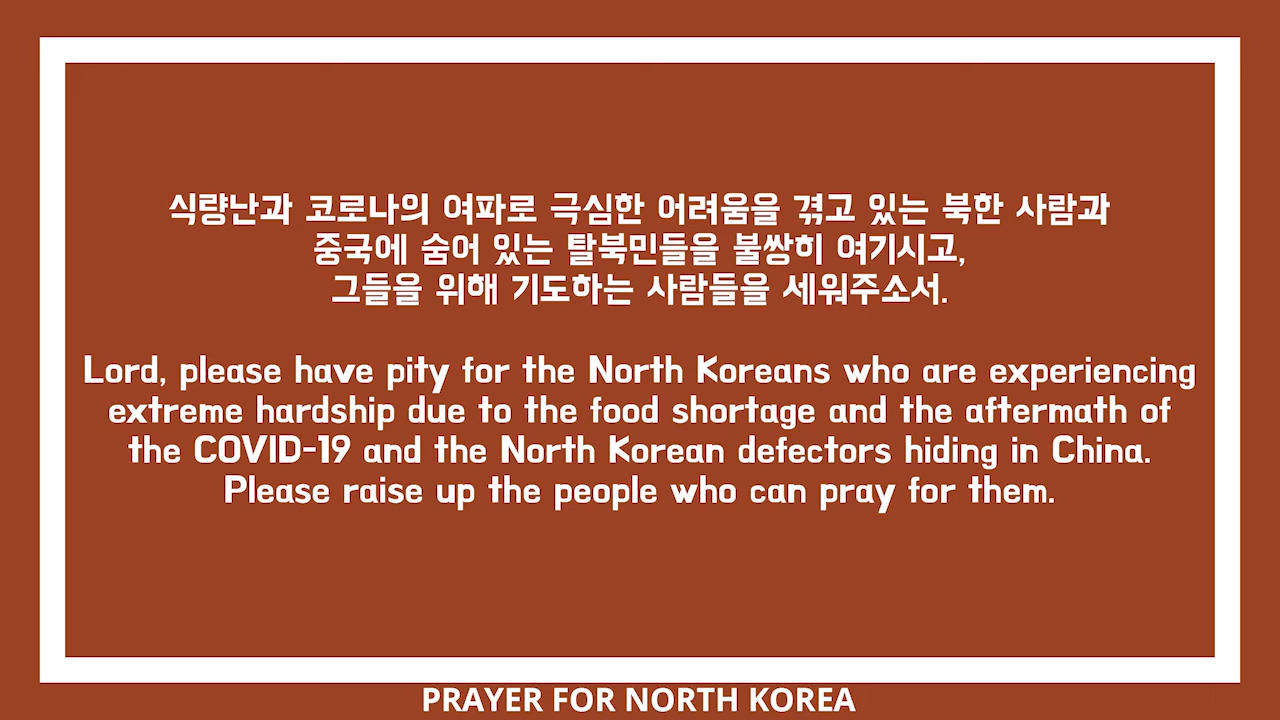 식량난과 코로나의 여파로 극심한 어려움을 겪고 있는 북한 사람과
중국에 숨어 있는 탈북민들을 불쌍히 여기시고,
그들을 위해 기도하는 사람들을 세워주소서.
Lord, please have pity for the North Koreans who are experiencing
extreme hardship due to the food shortage and the aftermath of
the COVID-19 and the North Korean defectors hiding in China.
Please raise up the people who can pray for them.
PRAYER FOR NORTH KOREA